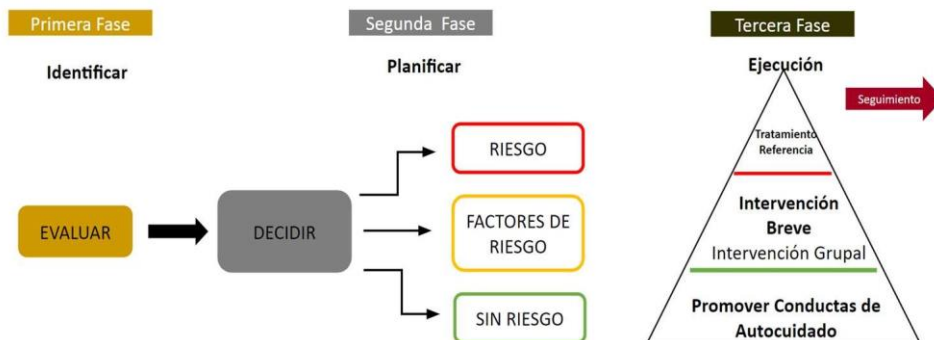 Primera Fase
Identificar
EVALUAR
Segunda Fase
Planificar
DECIDIR
RIESGO
FACTORES DE
RIESGO
SIN RIESGO
Tercera Fase
Ejecución
Seguimiento
Tratamiento
Referencia
Intervención
Breve
Intervención Grupal
Promover Conductas de
Autocuidado